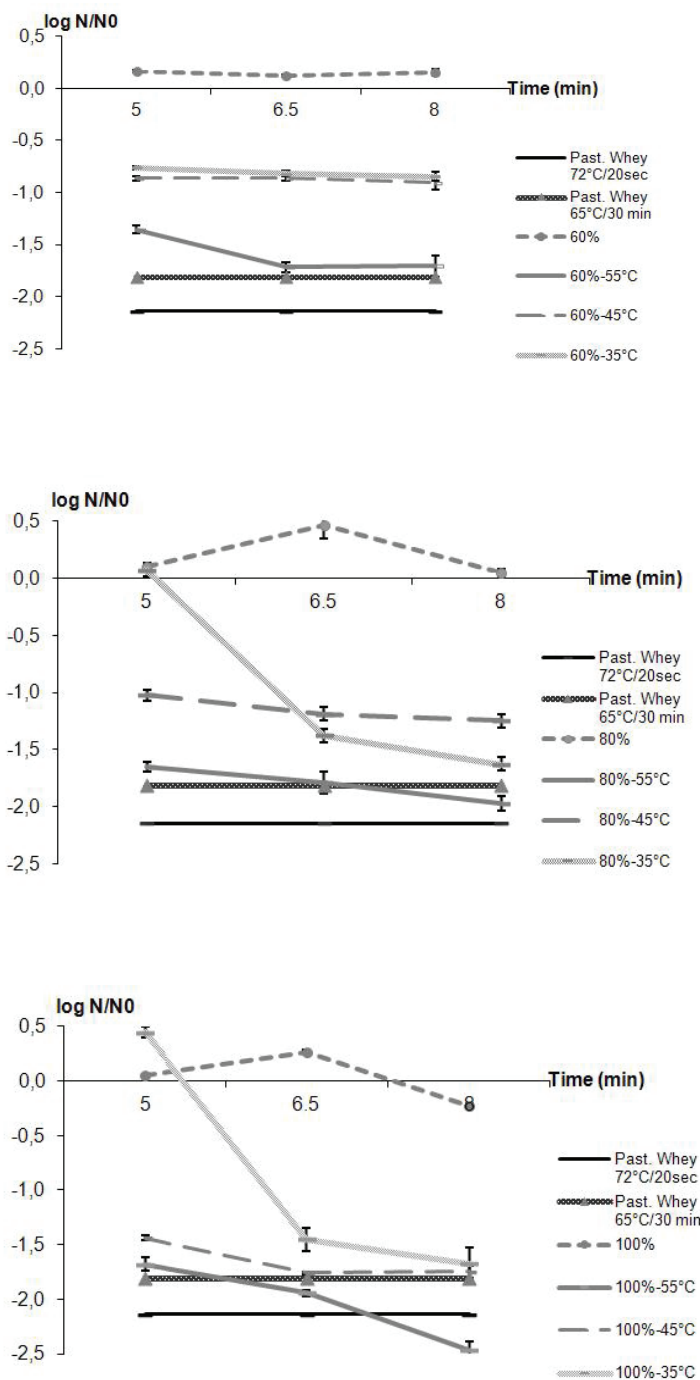 log N/N0
0,5
0,0
Time (min)
5 6.5 8
-0,5
-1,0
-1,5
-2,0
-2,5
Past. Whey
72°C/20sec
Past. Whey
65°C/30 min
60%
60%-55°C
60%-45°C
60%-35°C
log N/N0
0,5
0,0
Time (min)
5 6.5 8
-0,5
-1,0
-1,5
-2,0
-2,5
Past. Whey
72°C/20sec
Past. Whey
65°C/30 min
80%
80%-55°C
80%-45°C
80%-35°C
log N/N0
0,5
0,0
Time (min)
5 6.5 8
-0,5
-1,0
-1,5
-2,0
-2,5
Past. Whey
72°C/20sec
Past. Whey
65°C/30 min
100%
100%-55°C
100%-45°C
100%-35°C